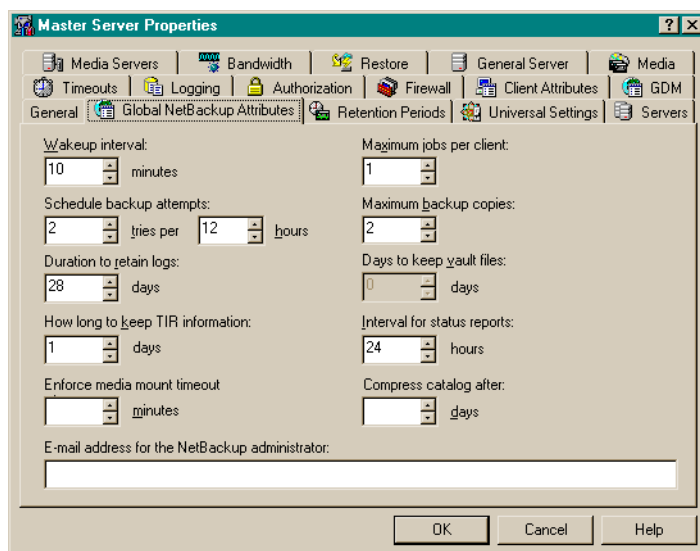 Master Server Properties
Media Servers Bandwidth Restore General Server Media
Timeouts Logging Authorization Firewall Client Attributes GDM
General Global NetBackup Attributes Retention Periods Universal Settings Servers
Wakeup interval: Maximum jobs per client:
10 minutes 1
Schedule backup attempts: Maximum backup copies:
2 tries per 12 hours 2
Duration to retain logs: Days to keep vault files:
28 days 0 days
How long to keep TIR information: Interval for status reports:
1 days 24 hours
Enforce media mount timeout Compress catalog after:
minutes days
E-mail address for the NetBackup administrator:
OK Cancel Help